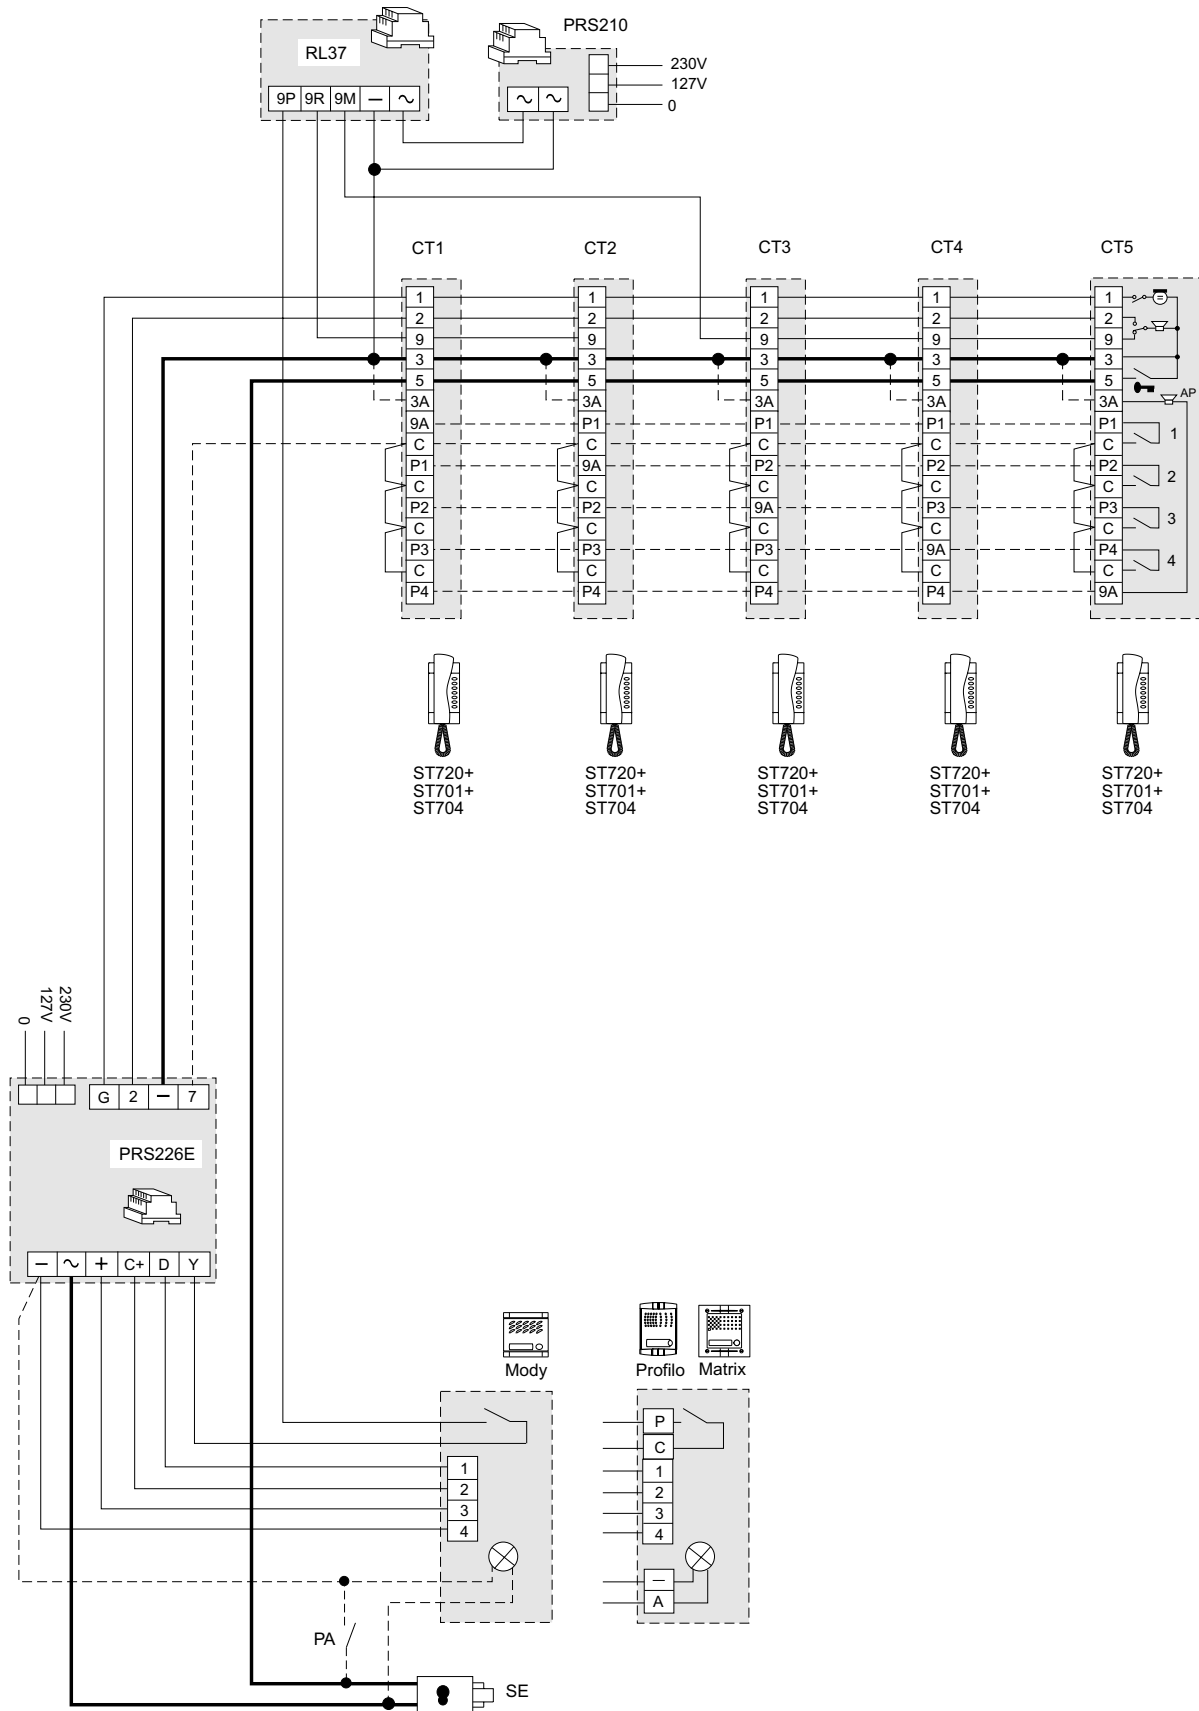 PRS210
RL37
230V
127V
0
9P 9R 9M — ~
~ ~
CT1 CT2 CT3 CT4 CT5
1 1 1 1 1
2 2 2 2 2
9 9 9 9 9
3 3 3 3 3
5 5 5 5 5
3A 3A 3A 3A 3A AP
9A P1 P1 P1 P1 1
C C C C C
P1 9A P2 P2 P2 2
C C C C C
P2 P2 9A P3 P3 3
C C C C C
P3 P3 P3 9A P4 4
C C C C C
P4 P4 P4 P4 9A
ST720+ ST720+ ST720+ ST720+ ST720+
ST701+ ST701+ ST701+ ST701+ ST701+
ST704 ST704 ST704 ST704 ST704
0 127V 230V
G 2 — 7
PRS226E
— ~ + C+ D Y
Mody Profilo Matrix
P
C
1 1
2 2
3 3
4 4
—
A
PA
SE